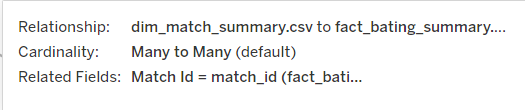 Relationship: dim_match_summary.csv to fact_bating_summary....
Cardinality: Many to Many (default)
Related Fields: Match Id = match_id (fact_bati...